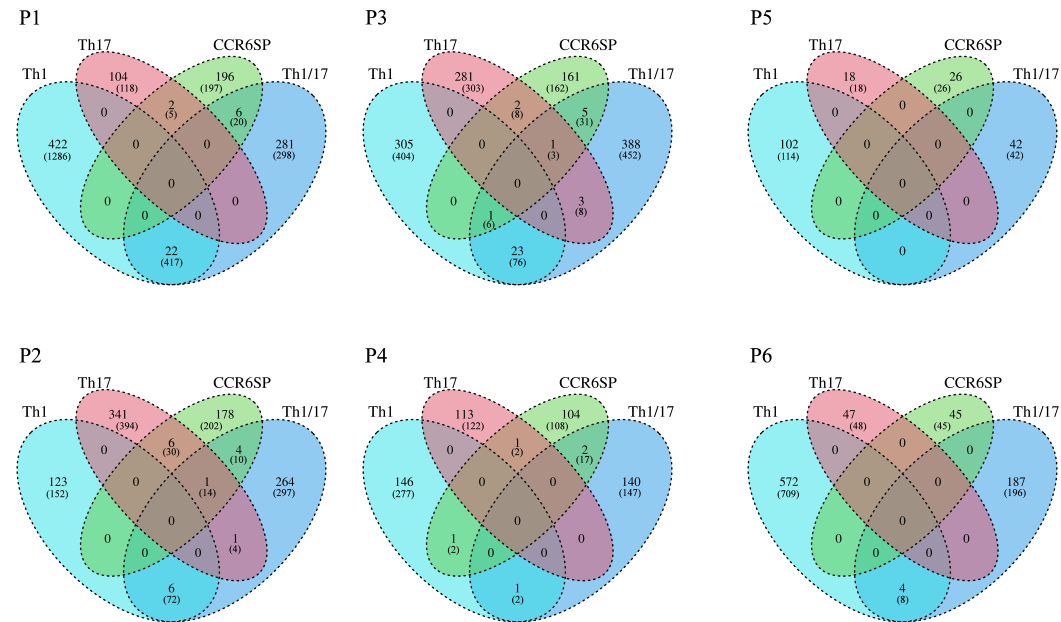 P1
P3
P5
Th17 CCR6SP
Th17 CCR6SP
Th17 CCR6SP
Th1 Th1/17
Th1 Th1/17
Th1 Th1/17
104 196
(118) (197)
2 6
(5) (20)
0
422 281
(1286) (298)
0 0
0
0 0 0 0
22
(417)
281 161
(303) (162)
2 5
(8) (31)
0
305 388
(404) (452)
0 1
(3)
0
0 1 0 3
(6) (8)
23
(76)
18 26
(18) (26)
0 0 0
102 42
(114) (42)
0 0
0
0 0 0 0
0
P2
P4
P6
Th17 CCR6SP
Th17 CCR6SP
Th17 CCR6SP
Th1 Th1/17
Th1 Th1/17
Th1 Th1/17
341 178
(394) (202)
0 6 4
(30) (10)
123 264
(152) (297)
0 1
(14)
0
0 0 0 1
(4)
6
(72)
113 104
(122) (108)
0 1 2
(2) (17)
146 140
(277) (147)
0 0
0
1 0 0 0
(2)
1
(2)
47 45
(48) (45)
0 0 0
572 187
(709) (196)
0 0
0
0 0 0 0
4
(8)